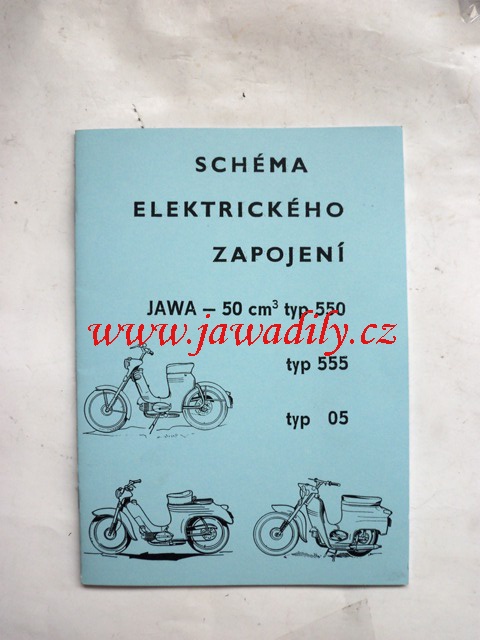 SCHÉMA
ELEKTRICKÉHO
ZAPOJENÍ
JAWA – 50 cm³ typ 550
www.jawadily.cz
typ 555
typ 05